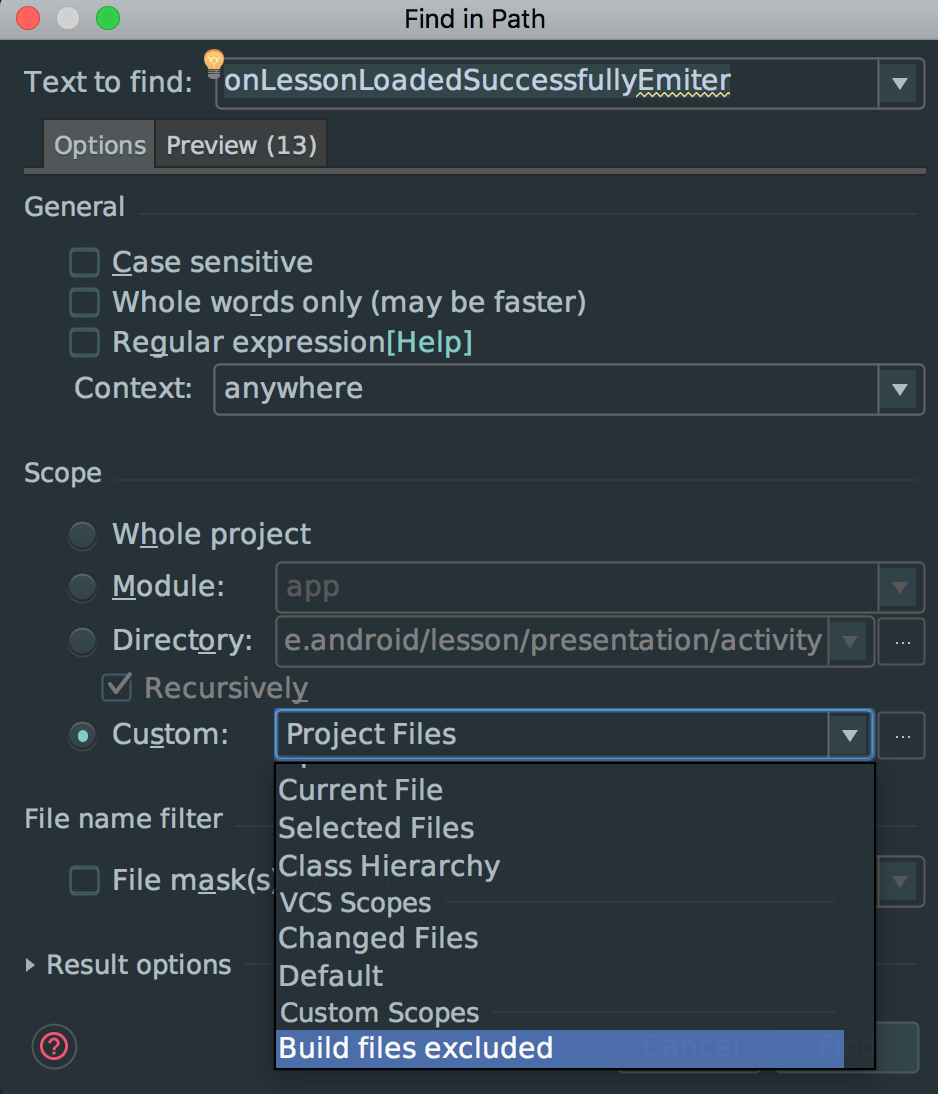 Find in Path
Text to find: onLessonLoadedSuccessfullyEmiter
Options Preview (13)
General
Case sensitive
Whole words only (may be faster)
Regular expression[Help]
Context: anywhere
Scope
Whole project
Module: app
Directory: e.android/lesson/presentation/activity ...
Recursively
Custom: Project Files ...
Current File
Selected Files
Class Hierarchy
VCS Scopes
Changed Files
Default
Custom Scopes
Build files excluded
File name filter
File mask(s)
Result options
?
Cancel